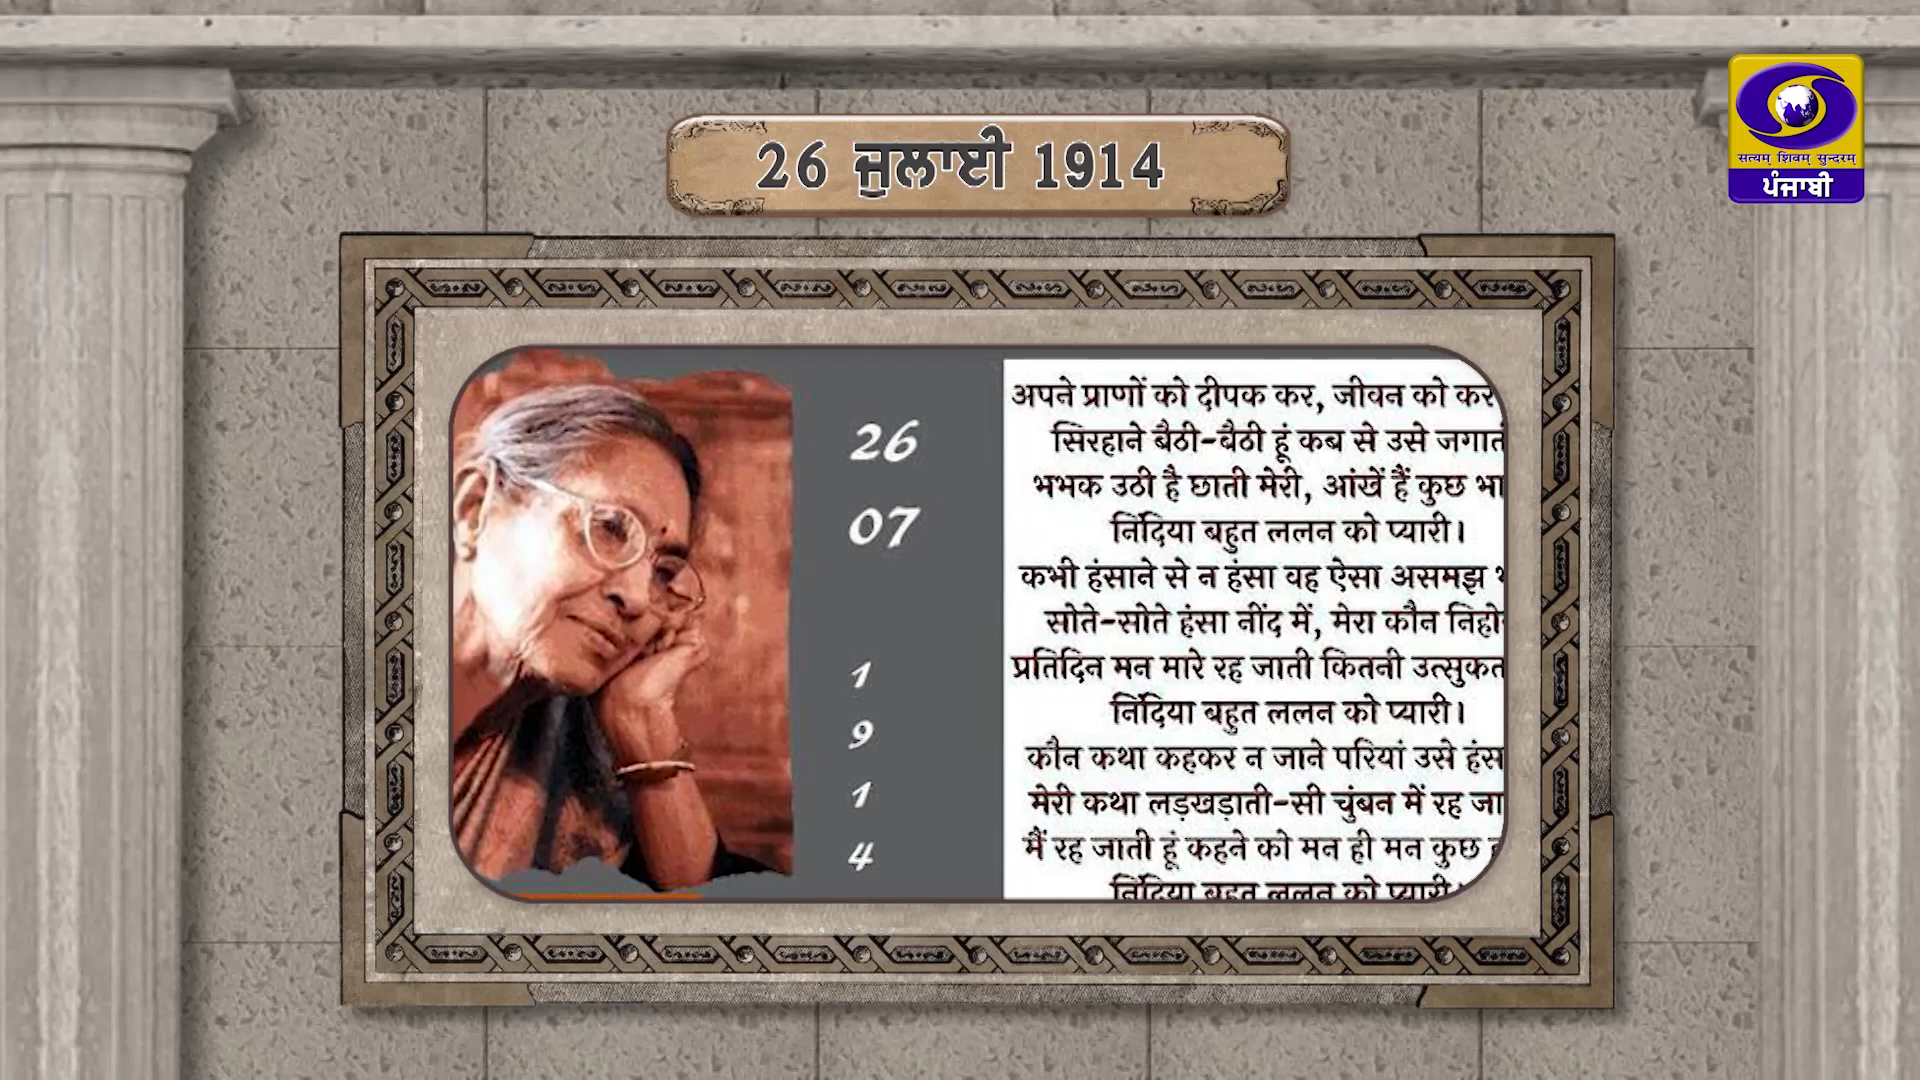 26 ਜੁਲਾਈ 1914
सत्यम् शिवम् सुन्दरम्
ਪੰਜਾਬੀ
26
07
1
9
1
4
अपने प्राणों को दीपक कर, जीवन को कर
सिरहाने बैठी-बैठी हूं कब से उसे
भभक उठी है छाती मेरी, आंखें हैं कुछ
निंदिया बहुत ललन को प्यारी।
कभी हंसाने से न हंसा वह ऐसा असमझ
सोते-सोते हंसा नींद में, मेरा कौन
प्रतिदिन मन मारे रह जाती कितनी
निंदिया बहुत ललन को प्यारी।
कौन कथा कहकर न जाने परियां उसे
मेरी कथा लड़खड़ाती-सी चुंबन में रह
मैं रह जाती हूं कहने को मन ही मन कुछ
निंदिया बहुत ललन को प्यारी